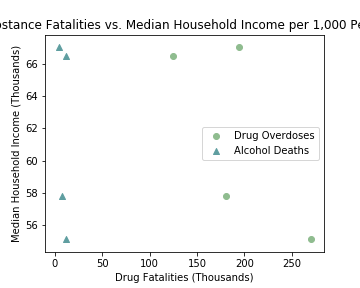 stance Fatalities vs. Median Household Income per 1,000 Pe
Median Household Income (Thousands)
66
64
62
60
58
56
Drug Overdoses
Alcohol Deaths
0
50
100
150
200
250
Drug Fatalities (Thousands)